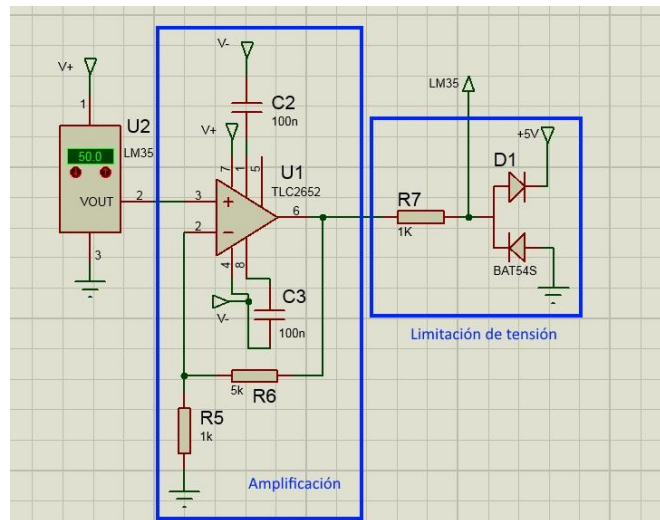 V-
V+
C2
100n
V+
U2
LM35
50.0
VOUT
1
2
3
7
1
5
U1
TLC2652
3
2
6
4
8
V-
C3
100n
5k
R6
R5
1k
Amplificación
LM35
+5V
D1
R7
1K
BAT54S
Limitación de tensión